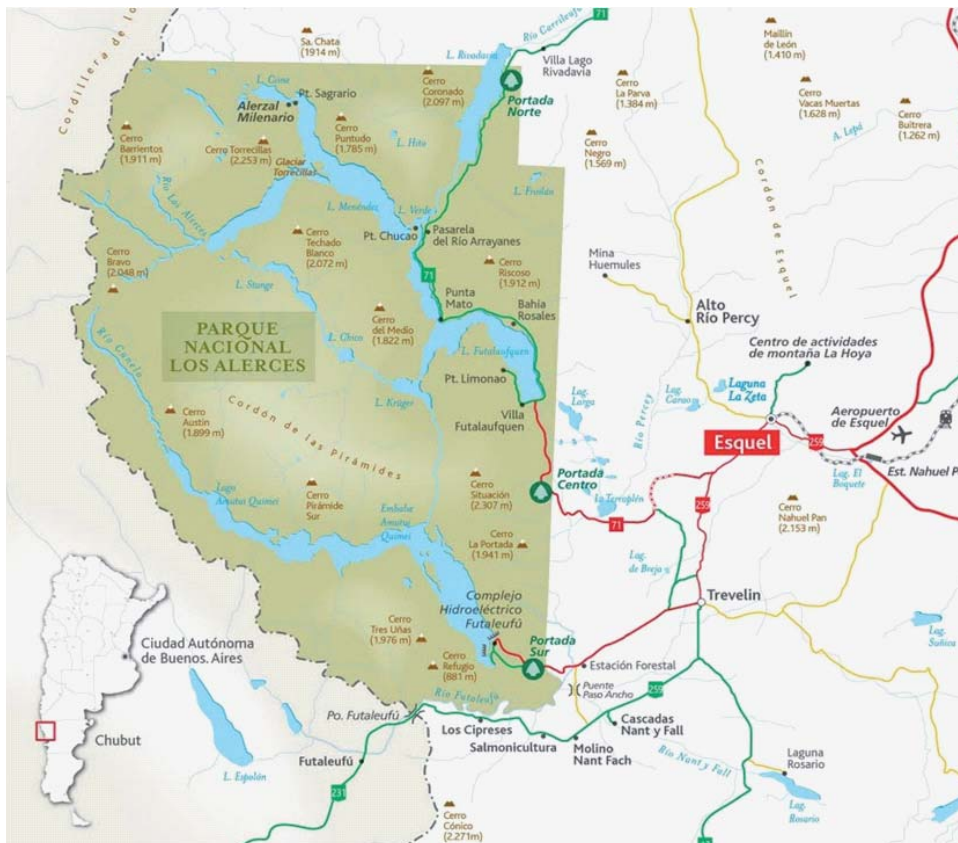 Cordillera de los
Sa. Chata
(1914 m)
71
Río Carrileufú
L. Rivadavia
Villa Lago
Rivadavia
Maillín
de León
(1.410 m)
Cerro
Coronado
(2.097 m)
Portada
Norte
Cerro
La Parva
(1.384 m)
Cerro
Vacas Muertas
(1.628 m)
Cerro
Buitrera
(1.262 m)
A. Lepá
L. Cisne
Pt. Sagrario
Alerzal
Milenario
Cerro
Barrientos
(1.911 m)
Cerro Torrecillas
(2.253 m)
Glaciar
Torrecillas
Cerro
Puntudo
(1.785 m)
L. Hito
Cerro
Negro
(1.569 m)
Cordón de Esquel
Río Los Alerces
L. Menéndez
L. Verde
L. Froilán
Pt. Chucao
Pasarela
del Río Arrayanes
Cerro
Techado
Blanco
(2.072 m)
Cerro
Bravo
(2.048 m)
71
Cerro
Riscoso
(1.912 m)
Mina
Huemules
L. Stange
Punta
Mato
Bahía
Rosales
Alto
Río Percy
PARQUE
NACIONAL
LOS ALERCES
Cerro
del Medio
(1.822 m)
L. Chico
L. Futalaufquen
Centro de actividades
de montaña La Hoya
Río Cunelo
Pt. Limonao
L. Krüger
Villa
Futalaufquen
Lag.
Larga
Río Percey
Lag.
Carao
Laguna
La Zeta
Aeropuerto
de Esquel
Cerro
Austin
(1.899 m)
Cordón de las Pirámides
Esquel
259
Est. Nahuel P
Portada
Centro
Lag. El
Boquete
Lago
Amutui Quimei
Cerro
Pirámide
Sur
Cerro
Situación
(2.307 m)
La Terraplén
71
259
Cerro
Nahuel Pan
(2.153 m)
Embalse
Amutui
Quimei
Cerro
La Portada
(1.941 m)
Lag.
de Breja
Complejo
Hidroeléctrico
Futaleufú
Trevelin
Cerro
Tres Uñas
(1.976 m)
Portada
Sur
Lag.
Súnica
Ciudad Autónoma
de Buenos. Aires
Cerro
Refugio
(881 m)
Estación Forestal
Puente
Paso Ancho
259
Río Futaleufú
Po. Futaleufú
Los Cipreses
Salmonicultura
Cascadas
Nant y Fall
Molino
Nant Fach
Río Nant y Fall
Laguna
Rosario
Lag.
Rosario
Chubut
L. Espolón
Futaleufú
231
Cerro
Cónico
(2.271m)